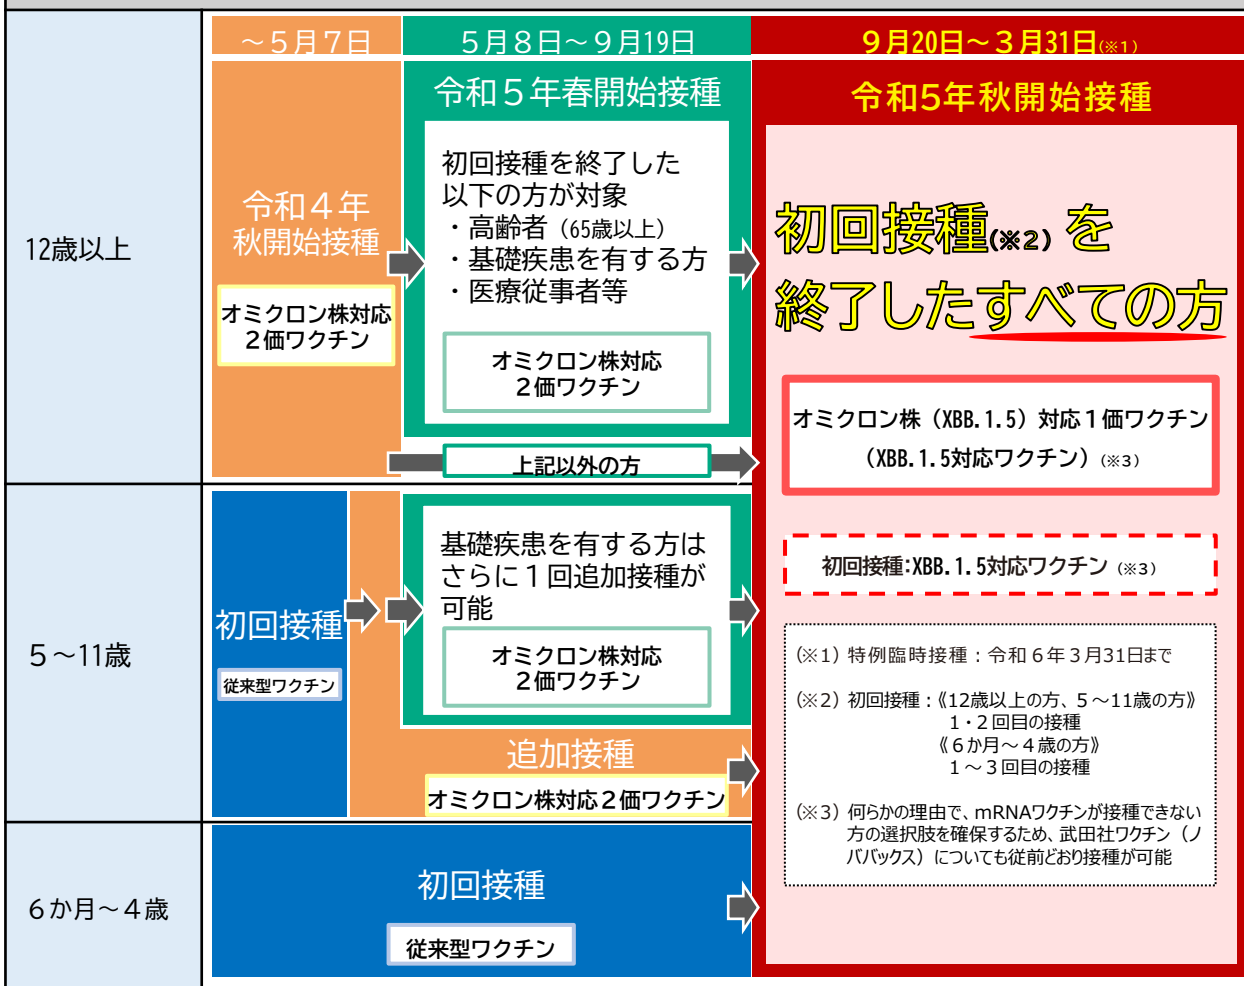 ～５月７日
５月８日～９月19日
９月20日～３月31日(※1)
令和５年春開始接種
令和5年秋開始接種
12歳以上
令和４年
秋開始接種
オミクロン株対応
２価ワクチン
初回接種を終了した
以下の方が対象
・高齢者（65歳以上）
・基礎疾患を有する方
・医療従事者等
オミクロン株対応
２価ワクチン
上記以外の方
初回接種(※2)を
終了したすべての方
オミクロン株（XBB.1.5）対応１価ワクチン
（XBB.1.5対応ワクチン）(※3)
５～11歳
初回接種
従来型ワクチン
基礎疾患を有する方は
さらに１回追加接種が
可能
オミクロン株対応
２価ワクチン
追加接種
オミクロン株対応２価ワクチン
初回接種:XBB.1.5対応ワクチン (※3)
(※1) 特例臨時接種：令和６年３月31日まで
(※2) 初回接種：《12歳以上の方、５～11歳の方》
１・２回目の接種
《６か月～４歳の方》
１～３回目の接種
(※3) 何らかの理由で、mRNAワクチンが接種できない
方の選択肢を確保するため、武田社ワクチン（ノ
ババックス）についても従前どおり接種が可能
６か月～４歳
初回接種
従来型ワクチン